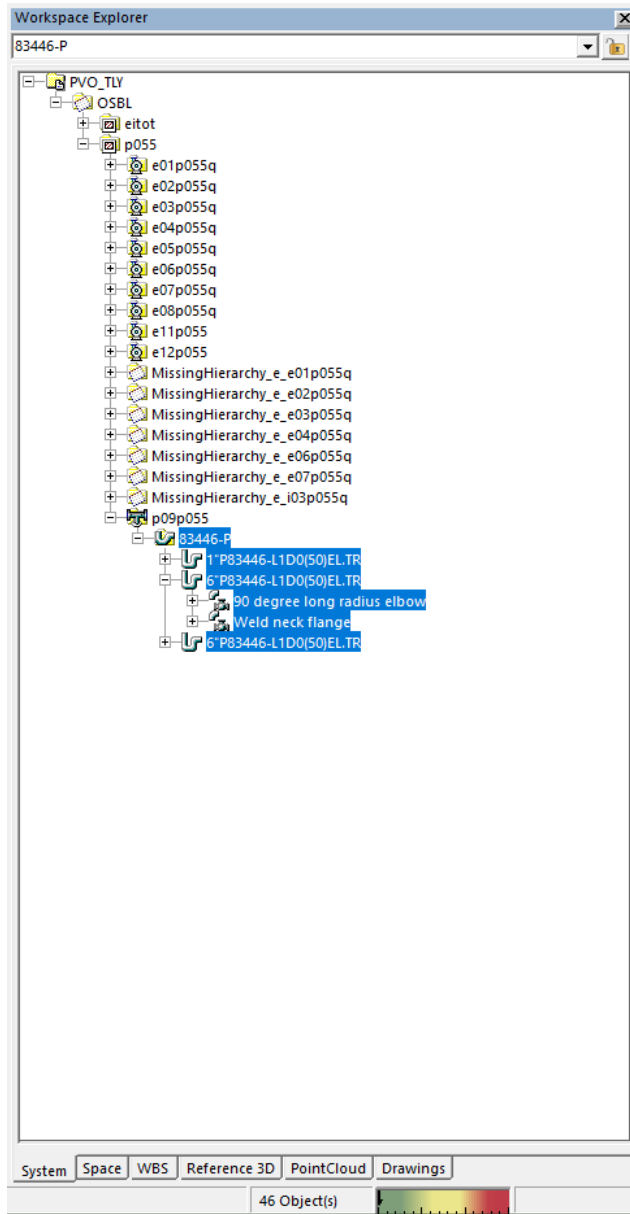 Workspace Explorer
83446-P
PVO_TLY
OSBL
eitot
p055
e01p055q
e02p055q
e03p055q
e04p055q
e05p055q
e06p055q
e07p055q
e08p055q
e11p055
e12p055
MissingHierarchy_e_e01p055q
MissingHierarchy_e_e02p055q
MissingHierarchy_e_e03p055q
MissingHierarchy_e_e04p055q
MissingHierarchy_e_e06p055q
MissingHierarchy_e_e07p055q
MissingHierarchy_e_i03p055q
p09p055
83446-P
1"P83446-L1D0(50)EL.TR
6"P83446-L1D0(50)EL.TR
90 degree long radius elbow
Weld neck flange
6"P83446-L1D0(50)EL.TR
System Space WBS Reference 3D PointCloud Drawings
46 Object(s)